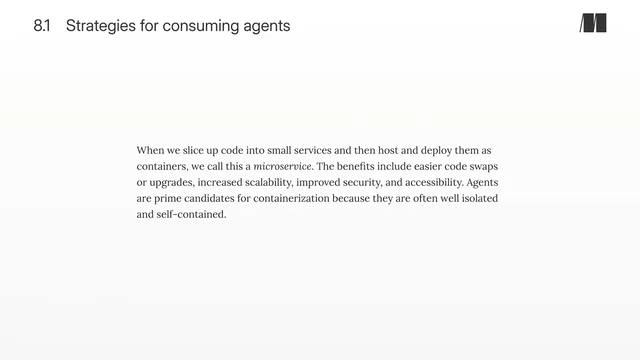 8.1 Strategies for consuming agents
When we slice up code into small services and then host and deploy them as
containers, we call this a microservice. The benefits include easier code swaps
or upgrades, increased scalability, improved security, and accessibility. Agents
are prime candidates for containerization because they are often well isolated
and self-contained.